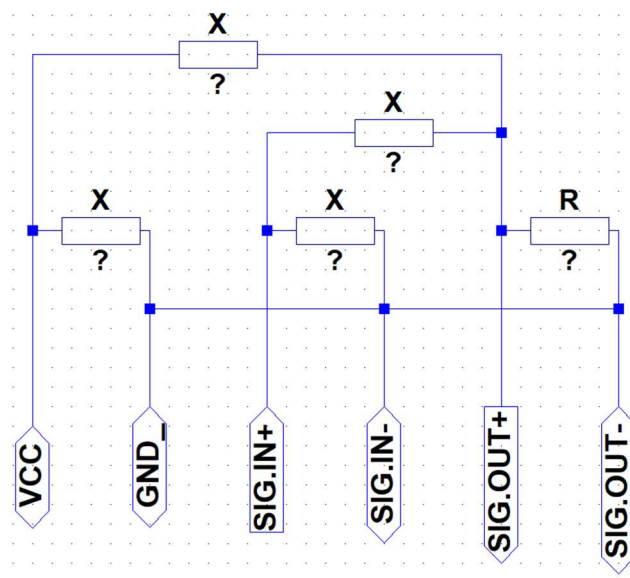 X
?
X
?
X
?
X
?
R
?
VCC
GND_
SIG.IN+
SIG.IN-
SIG.OUT+
SIG.OUT-